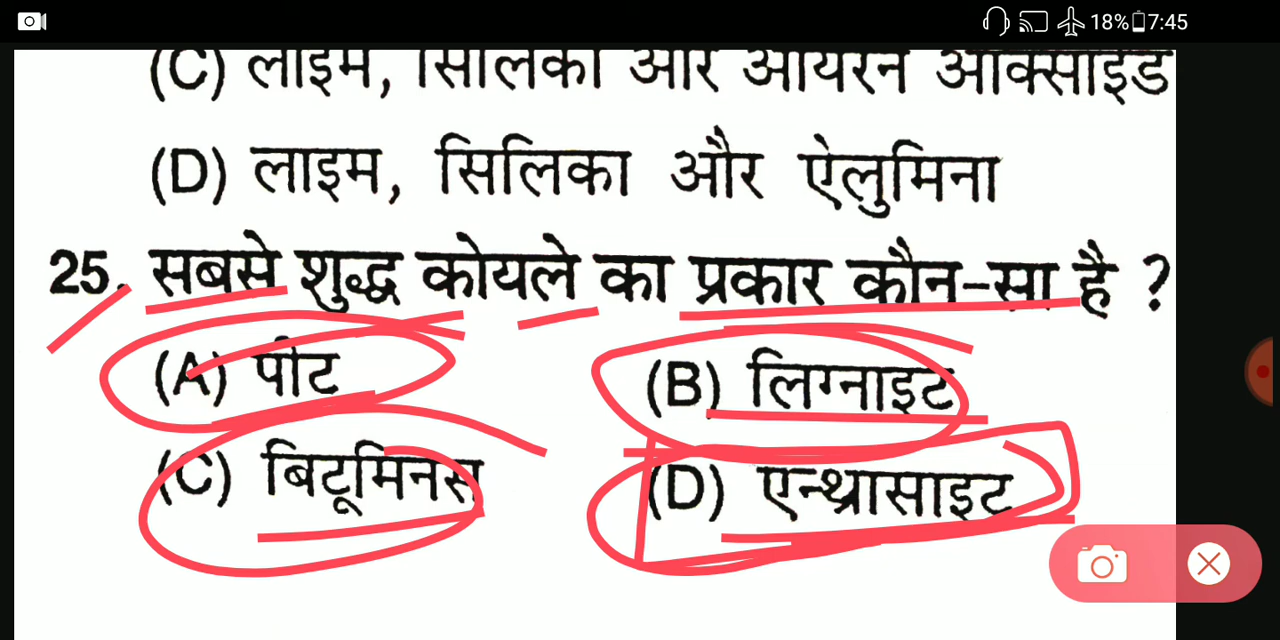 18% 7:45
(C) लाइम, सिलिका और आयरन ऑक्साइड
(D) लाइम, सिलिका और ऐलुमिना
25. सबसे शुद्ध कोयले का प्रकार कौन-सा है ?
(A) पीट (B) लिग्नाइट
(C) बिटूमिनस (D) एन्थ्रासाइट